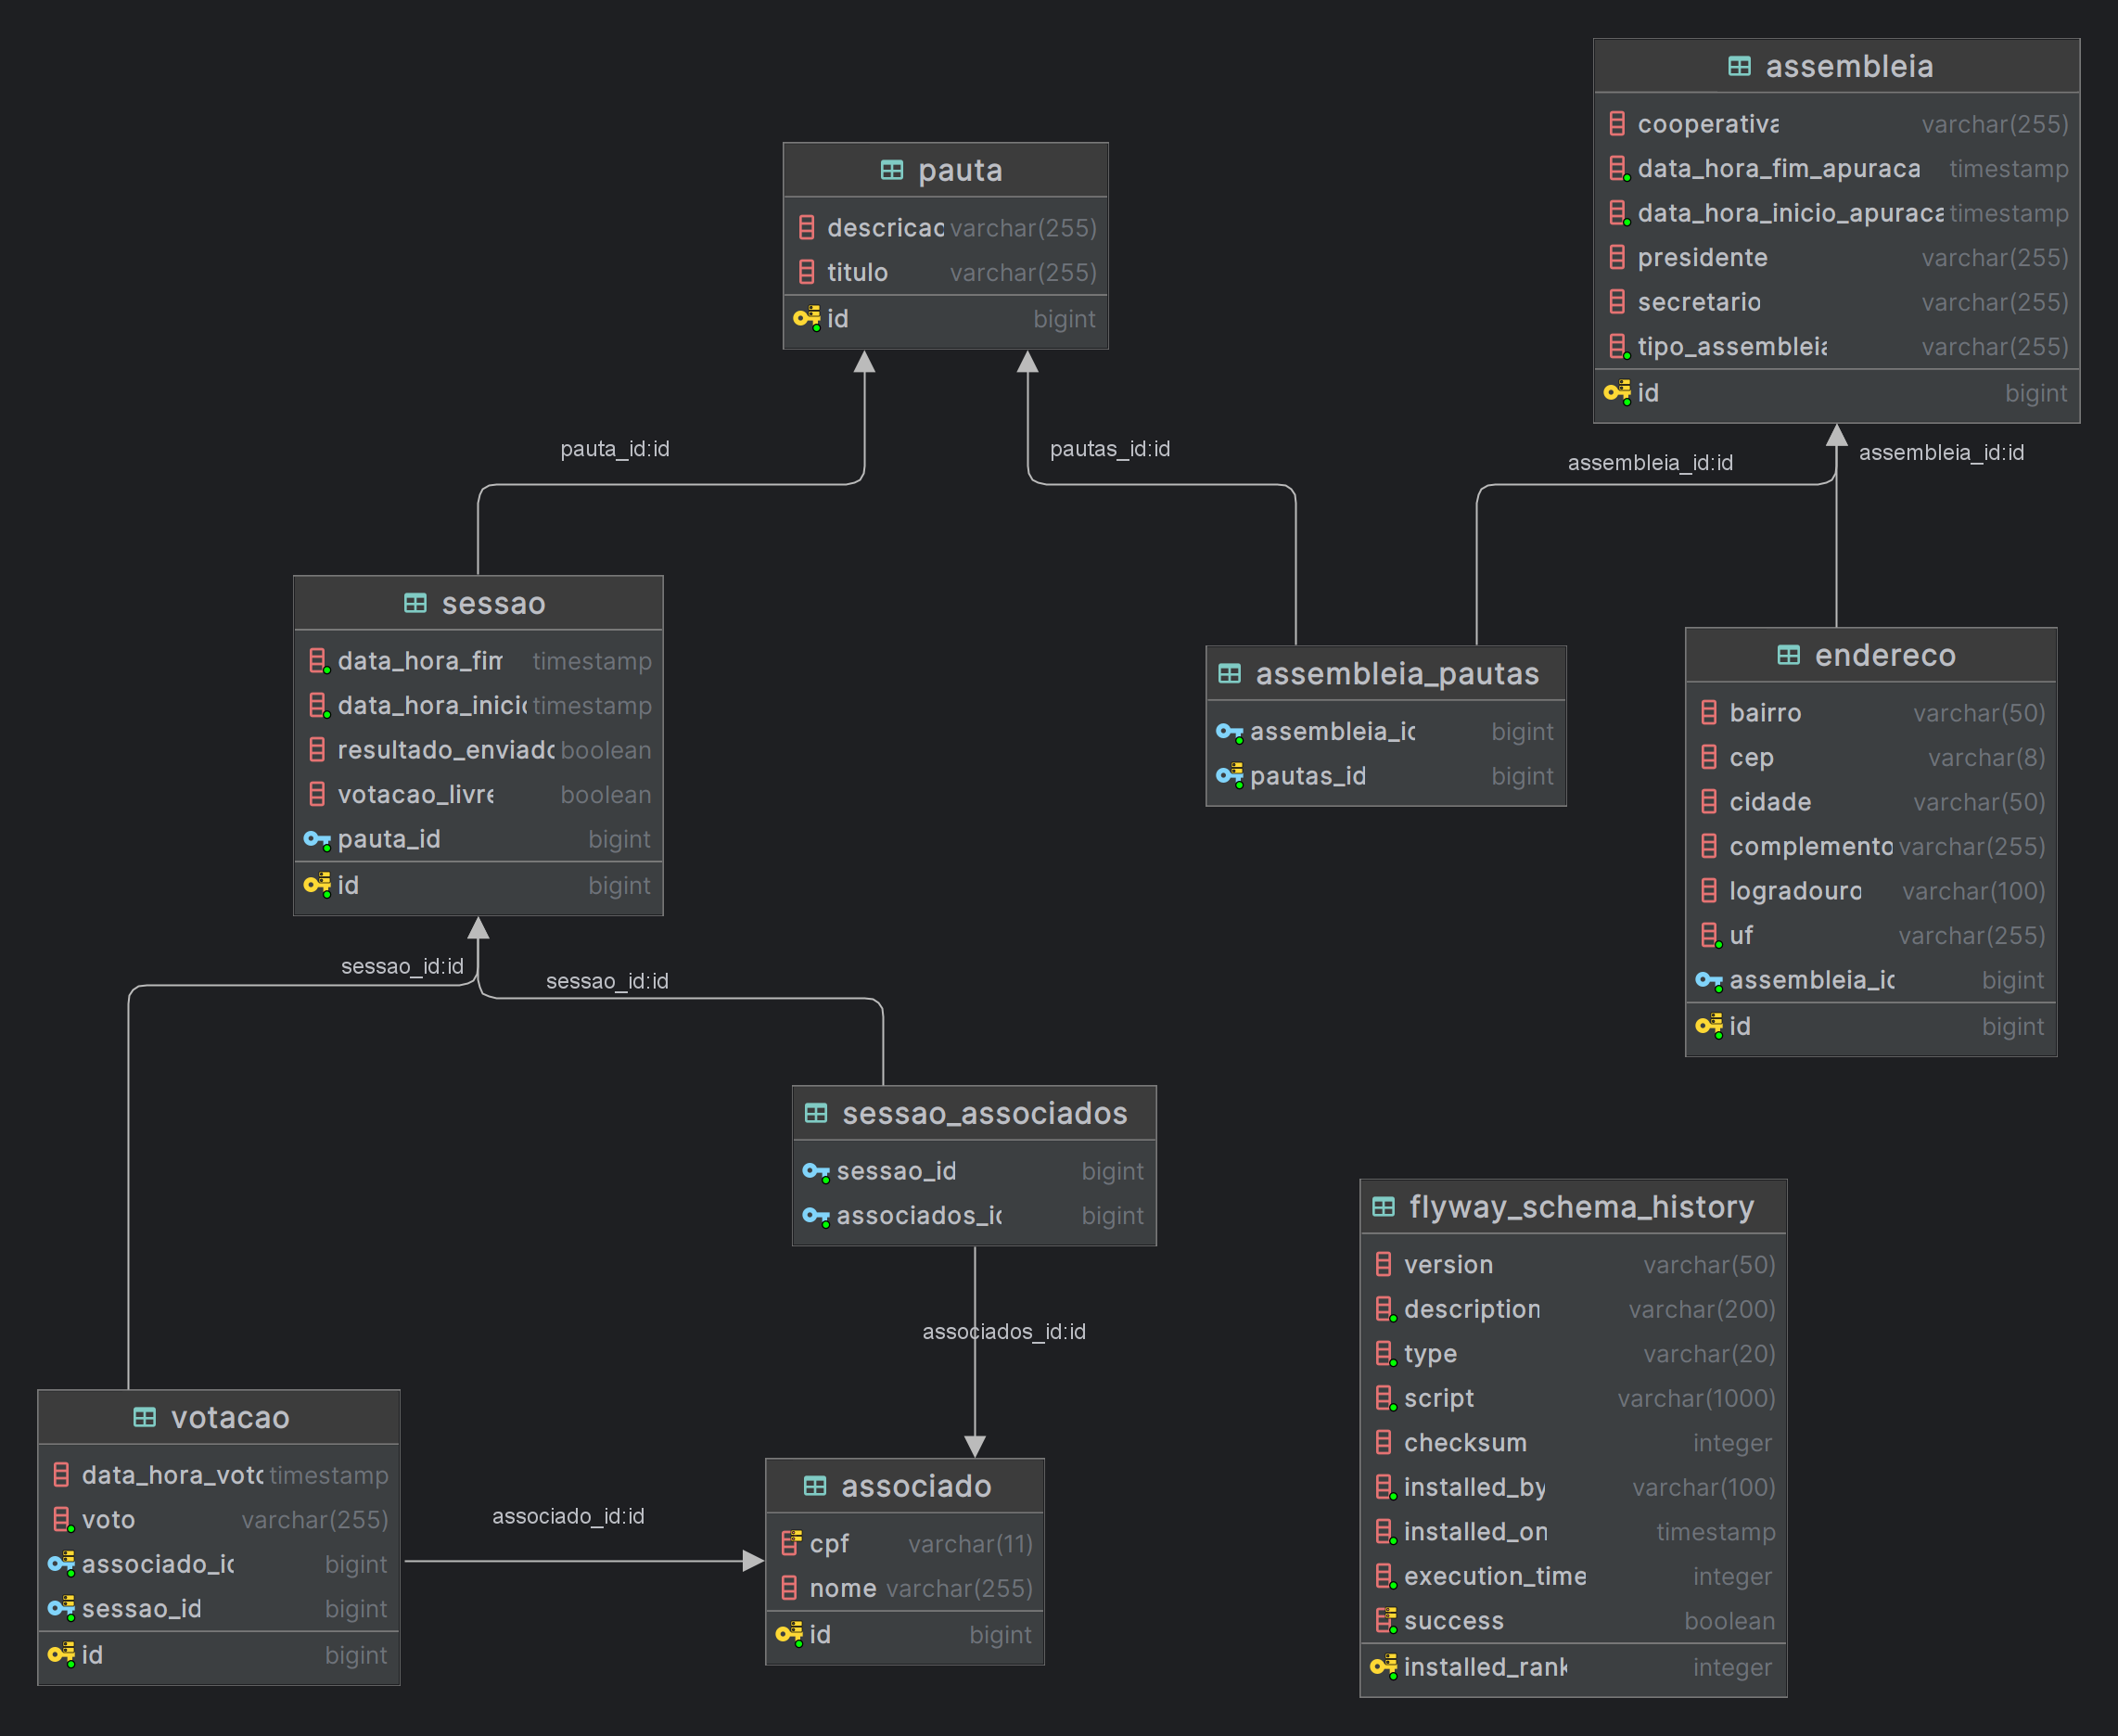 assembleia
cooperativa varchar(255)
data_hora_fim_apuraca timestamp
data_hora_inicio_apuraca timestamp
presidente varchar(255)
secretario varchar(255)
tipo_assembleia varchar(255)
id bigint
pauta
descricao varchar(255)
titulo varchar(255)
id bigint
pauta_id:id
pautas_id:id
assembleia_id:id
assembleia_id:id
sessao
data_hora_fim timestamp
data_hora_inicio timestamp
resultado_enviado boolean
votacao_livre boolean
pauta_id bigint
id bigint
assembleia_pautas
assembleia_id bigint
pautas_id bigint
endereco
bairro varchar(50)
cep varchar(8)
cidade varchar(50)
complemento varchar(255)
logradouro varchar(100)
uf varchar(255)
assembleia_id bigint
id bigint
sessao_id:id
sessao_id:id
sessao_associados
sessao_id bigint
associados_id bigint
associados_id:id
flyway_schema_history
version varchar(50)
description varchar(200)
type varchar(20)
script varchar(1000)
checksum integer
installed_by varchar(100)
installed_on timestamp
execution_time integer
success boolean
installed_rank integer
votacao
data_hora_voto timestamp
voto varchar(255)
associado_id bigint
sessao_id bigint
id bigint
associado_id:id
associado
cpf varchar(11)
nome varchar(255)
id bigint